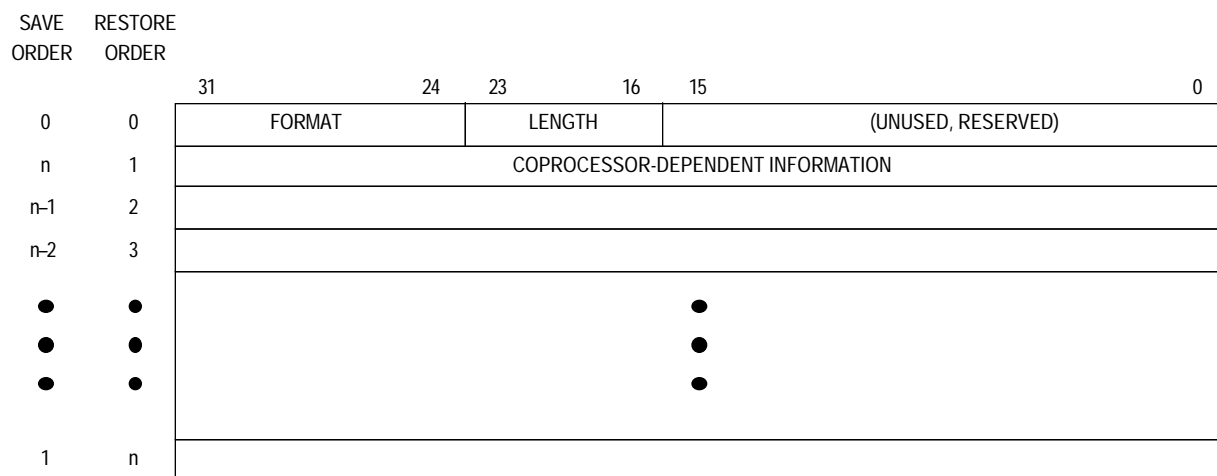 SAVE RESTORE
ORDER ORDER
31 24 23 16 15 0
0 0 FORMAT LENGTH (UNUSED, RESERVED)
n 1 COPROCESSOR-DEPENDENT INFORMATION
n–1 2
n–2 3
1 n